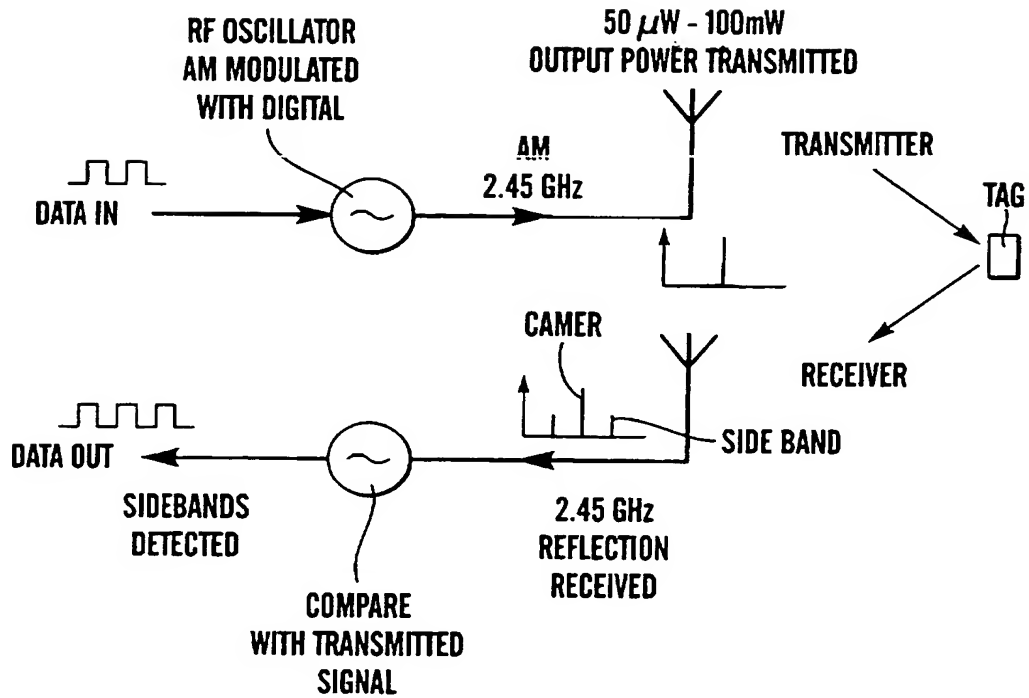 RF OSCILLATOR
AM MODULATED
WITH DIGITAL
50 μW - 100mW
OUTPUT POWER TRANSMITTED
DATA IN
AM
2.45 GHz
TRANSMITTER
TAG
RECEIVER
CAMER
SIDE BAND
DATA OUT
SIDEBANDS
DETECTED
2.45 GHz
REFLECTION
RECEIVED
COMPARE
WITH TRANSMITTED
SIGNAL